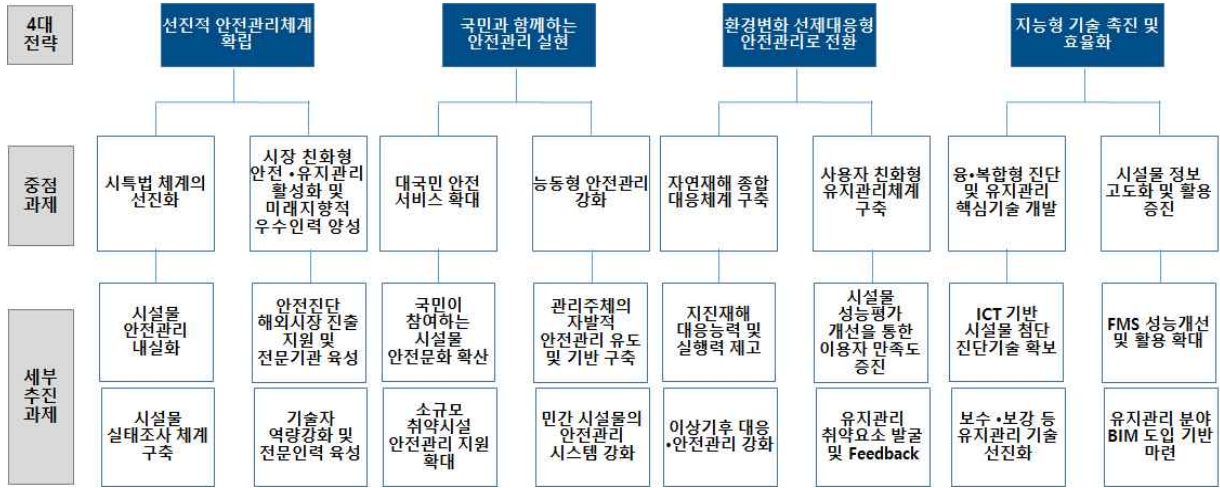 4대
전략
선진적 안전관리체계
확립
국민과 함께하는
안전관리 실현
환경변화 선제대응형
안전관리로 전환
지능형 기술 촉진 및
효율화
중점
과제
시특법 체계의
선진화
시장 친화형
안전•유지관리
활성화 및
미래지향적
우수인력 양성
대국민 안전
서비스 확대
능동형 안전관리
강화
자연재해 종합
대응체계 구축
사용자 친화형
유지관리체계
구축
융•복합형 진단
및 유지관리
핵심기술 개발
시설물 정보
고도화 및 활용
증진
세부
추진
과제
시설물
안전관리
내실화
안전진단
해외시장 진출
지원 및
전문기관 육성
국민이
참여하는
시설물
안전문화 확산
관리주체의
자발적
안전관리 유도
및 기반 구축
지진재해
대응능력 및
실행력 제고
시설물
성능평가
개선을 통한
이용자 만족도
증진
ICT 기반
시설물 첨단
진단기술 확보
FMS 성능개선
및 활용 확대
시설물
실태조사 체계
구축
기술자
역량강화 및
전문인력 육성
소규모
취약시설
안전관리 지원
확대
민간 시설물의
안전관리
시스템 강화
이상기후 대응
•안전관리 강화
유지관리
취약요소 발굴
및 Feedback
보수•보강 등
유지관리 기술
선진화
유지관리 분야
BIM 도입 기반
마련